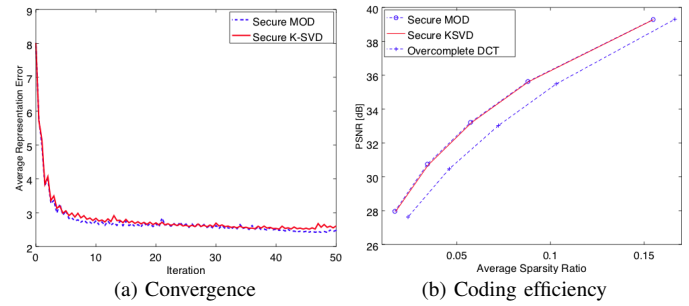 9
8
7
6
5
4
3
2
Average Representation Error
0
10
20
30
40
50
Iteration
Secure MOD
Secure K-SVD
(a) Convergence
40
38
36
34
32
30
28
26
PSNR [dB]
0.05
0.1
0.15
Average Sparsity Ratio
Secure MOD
Secure KSVD
Overcomplete DCT
(b) Coding efficiency